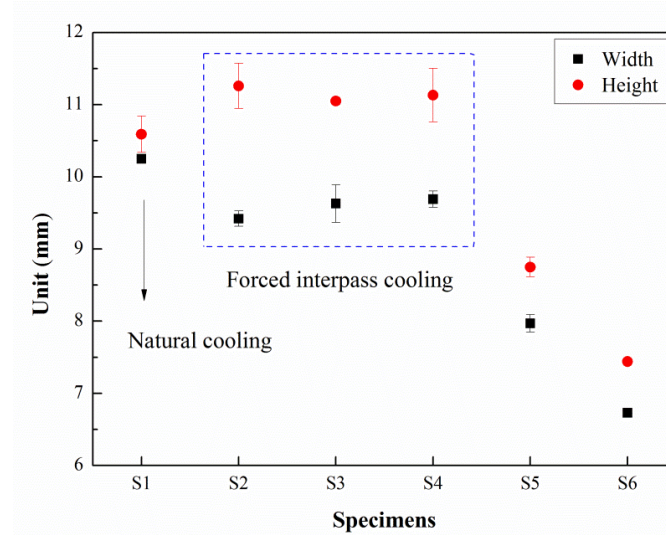 12
Width
Height
11
10
9
8
7
6
Unit (mm)
Forced interpass cooling
Natural cooling
S1 S2 S3 S4 S5 S6
Specimens